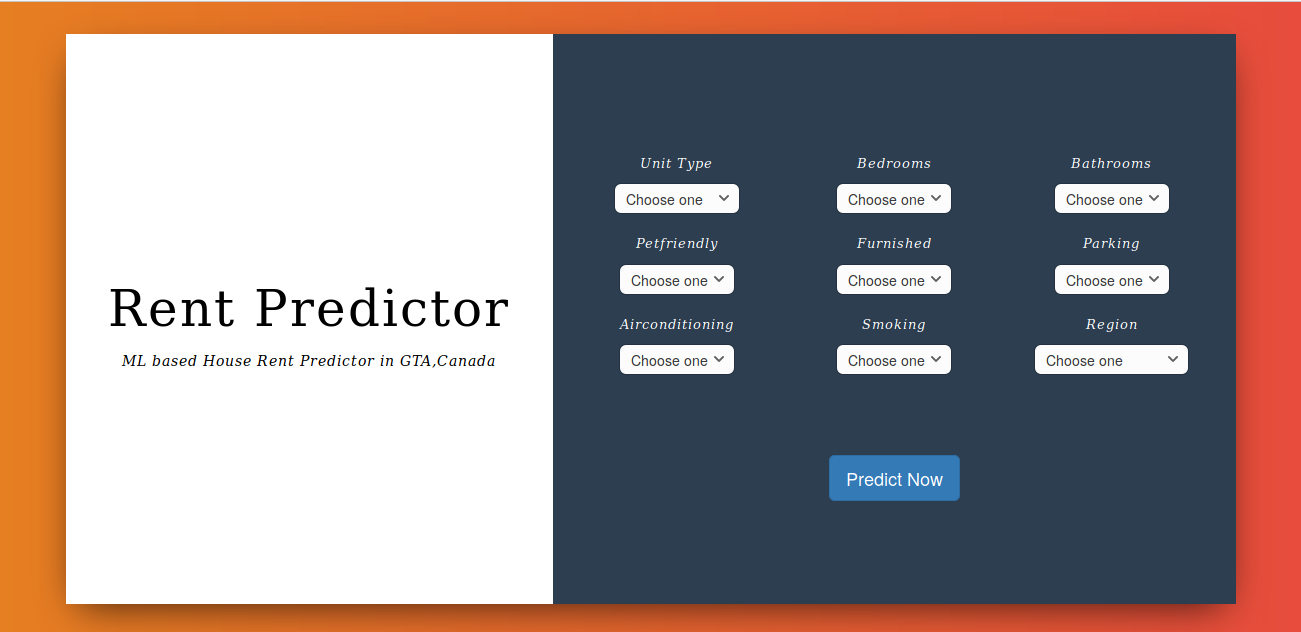 Rent Predictor
ML based House Rent Predictor in GTA,Canada
Unit Type Bedrooms Bathrooms
Choose one Choose one Choose one
Petfriendly Furnished Parking
Choose one Choose one Choose one
Airconditioning Smoking Region
Choose one Choose one Choose one
Predict Now